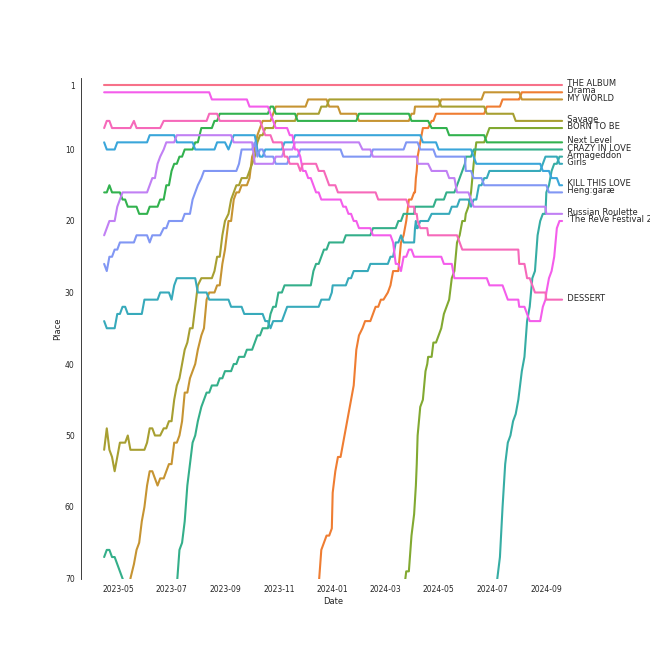 1
10
20
30
40
50
60
70
Place
2023-05
2023-07
2023-09
2023-11
2024-01
2024-03
2024-05
2024-07
2024-09
Date
THE ALBUM
Drama
MY WORLD
Savage
BORN TO BE
Next Level
CRAZY IN LOVE
Armageddon
Girls
KILL THIS LOVE
Heng:garæ
Russian Roulette
'The ReVe Festival 2
DESSERT